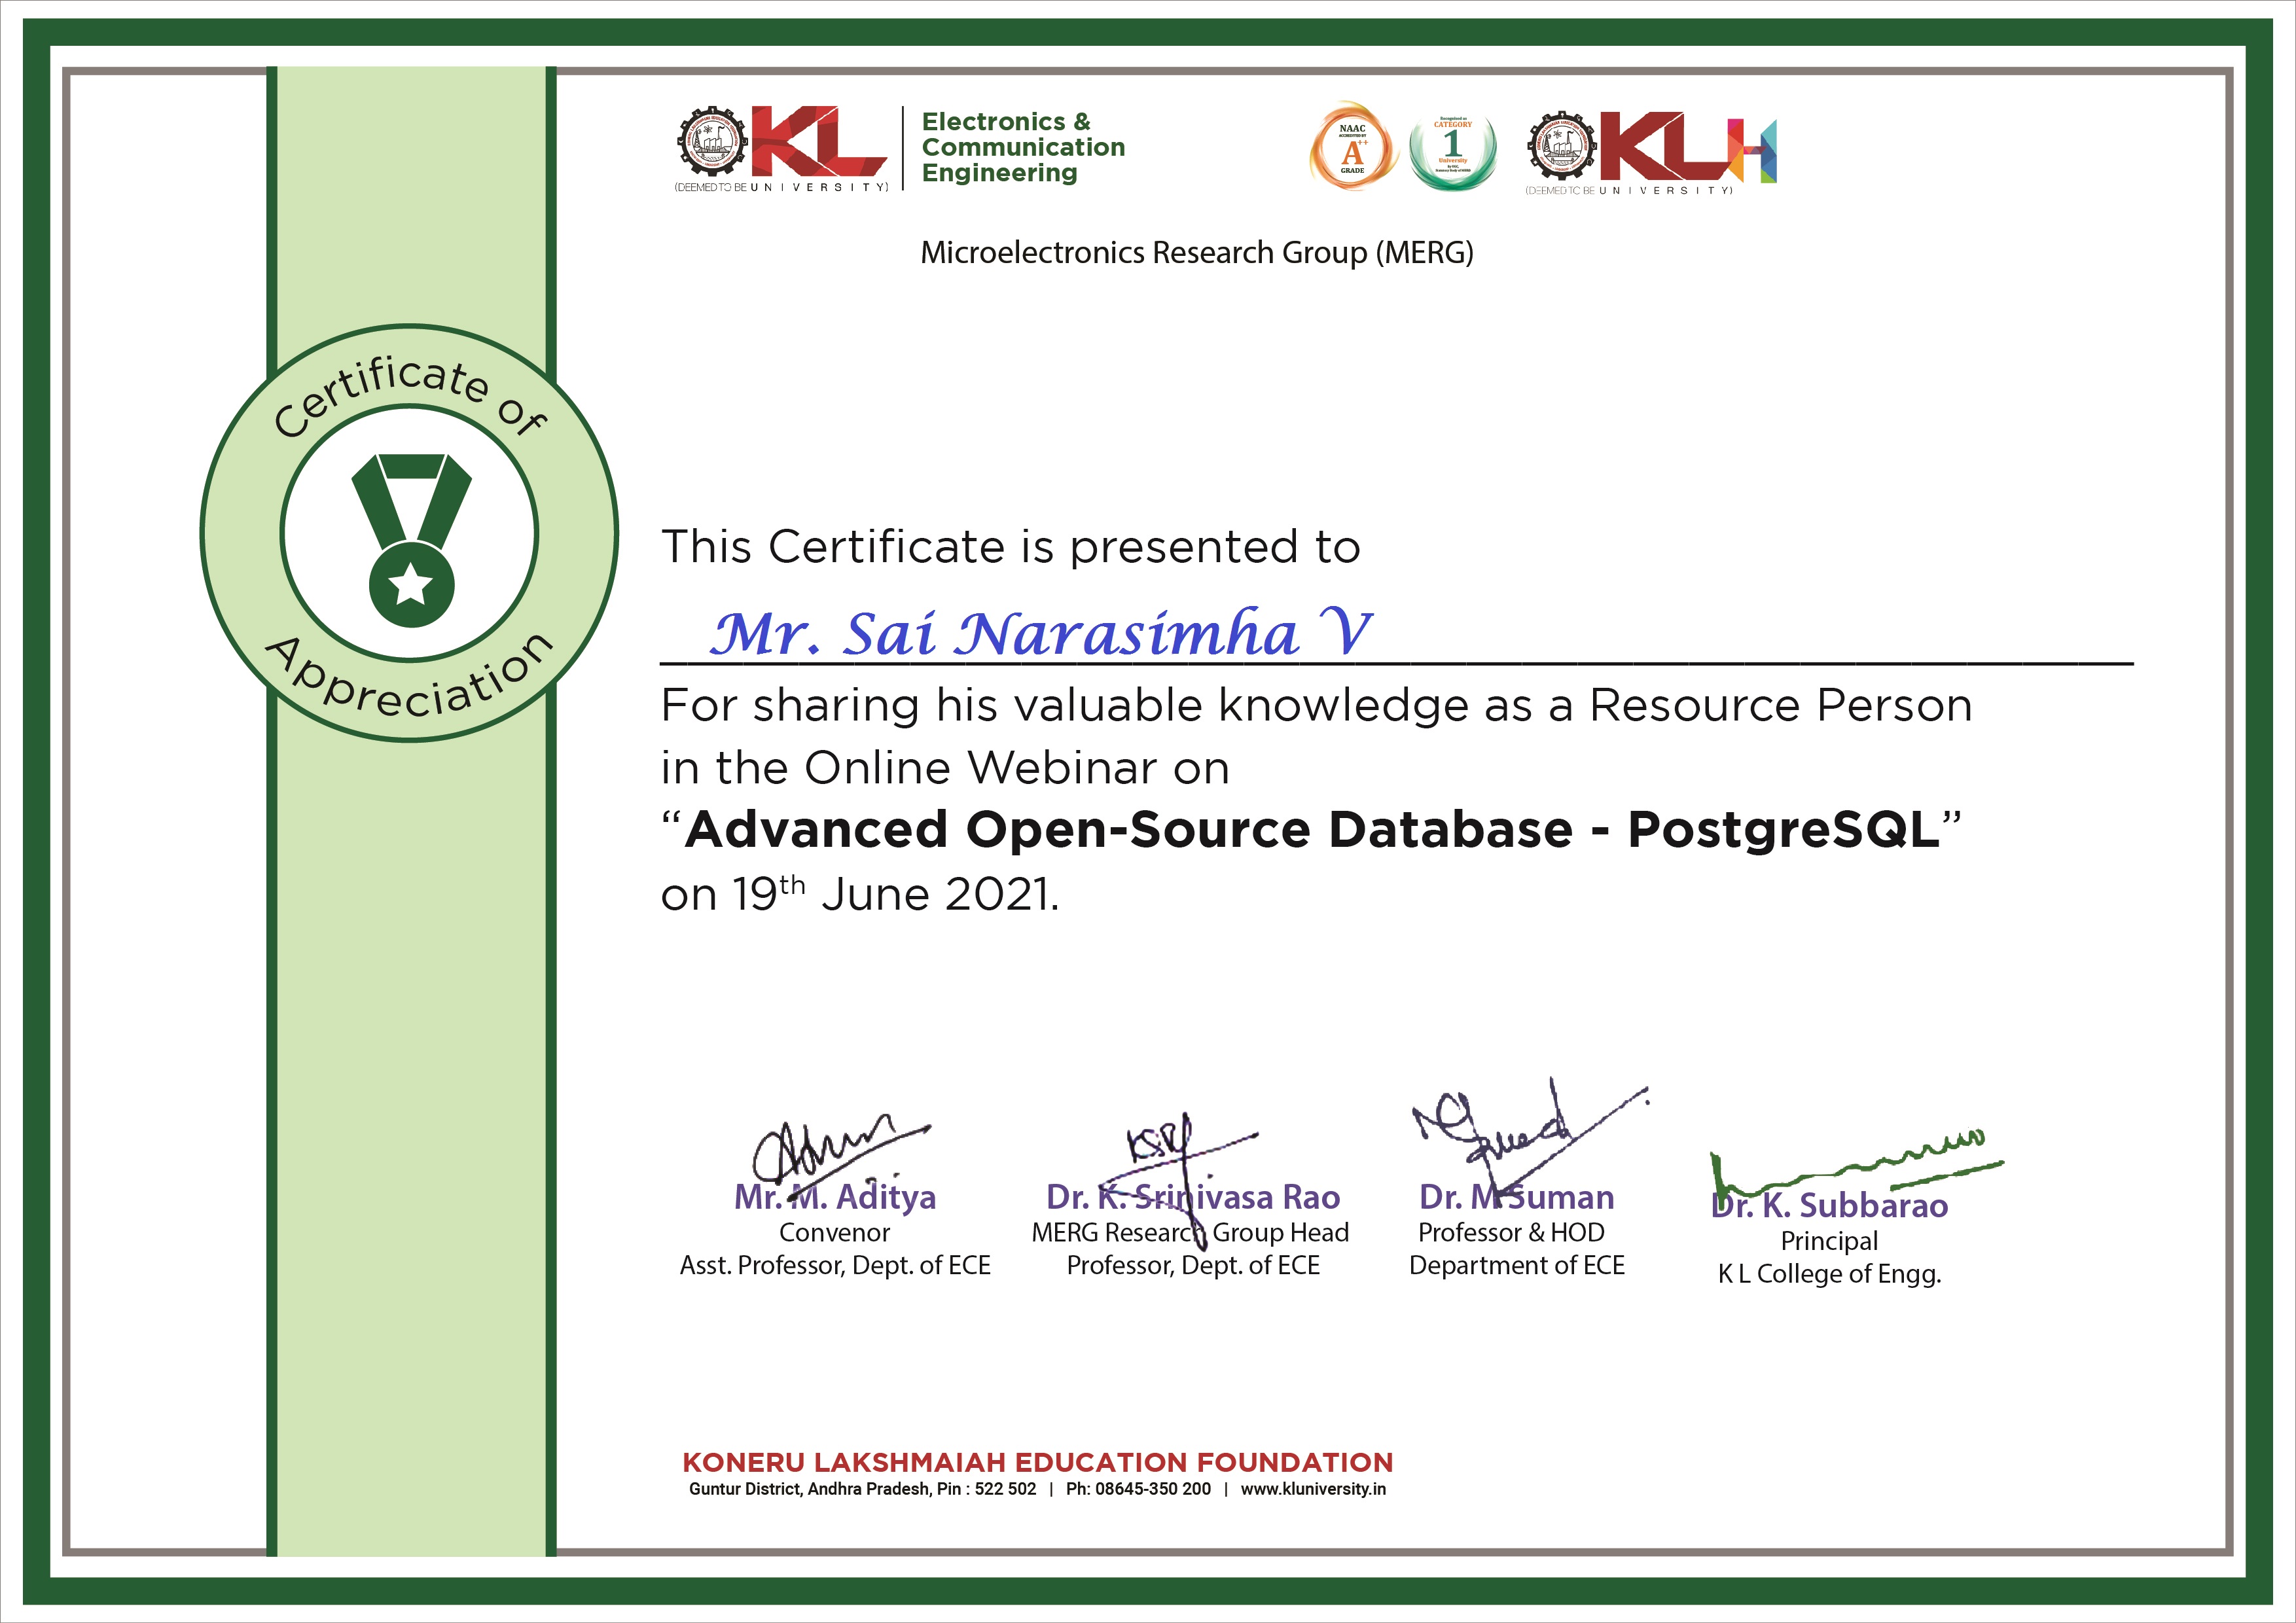 KL
(DEEMED TO BE UNIVERSITY)
Electronics &
Communication
Engineering
NAAC
ACCREDITED BY
A++
GRADE
Recognised as
CATEGORY
1
University
KLH
(DEEMED TO BE UNIVERSITY)
Microelectronics Research Group (MERG)
Certificate of
Appreciation
This Certificate is presented to
Mr. Sai Narasimha V
For sharing his valuable knowledge as a Resource Person
in the Online Webinar on
“Advanced Open-Source Database - PostgreSQL”
on 19th June 2021.
Mr. M. Aditya
Convenor
Asst. Professor, Dept. of ECE
Dr. K. Srinivasa Rao
MERG Research Group Head
Professor, Dept. of ECE
Dr. M Suman
Professor & HOD
Department of ECE
Dr. K. Subbarao
Principal
K L College of Engg.
KONERU LAKSHMAIAH EDUCATION FOUNDATION
Guntur District, Andhra Pradesh, Pin : 522 502 | Ph: 08645-350 200 | www.kluniversity.in